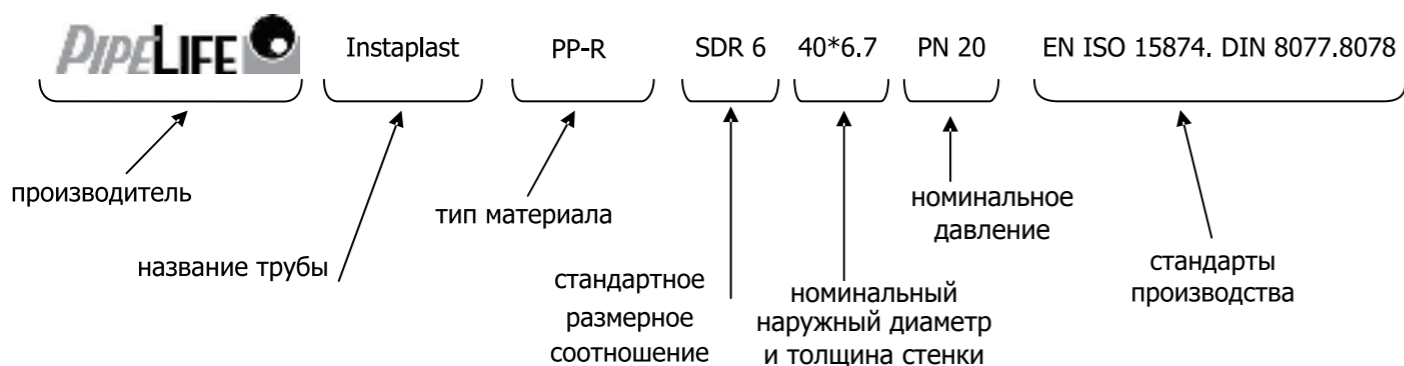 PIPELIFE Instaplast PP-R SDR 6 40*6.7 PN 20 EN ISO 15874. DIN 8077.8078
производитель
название трубы
тип материала
стандартное
размерное
соотношение
номинальный
наружный диаметр
и толщина стенки
номинальное
давление
стандарты
производства